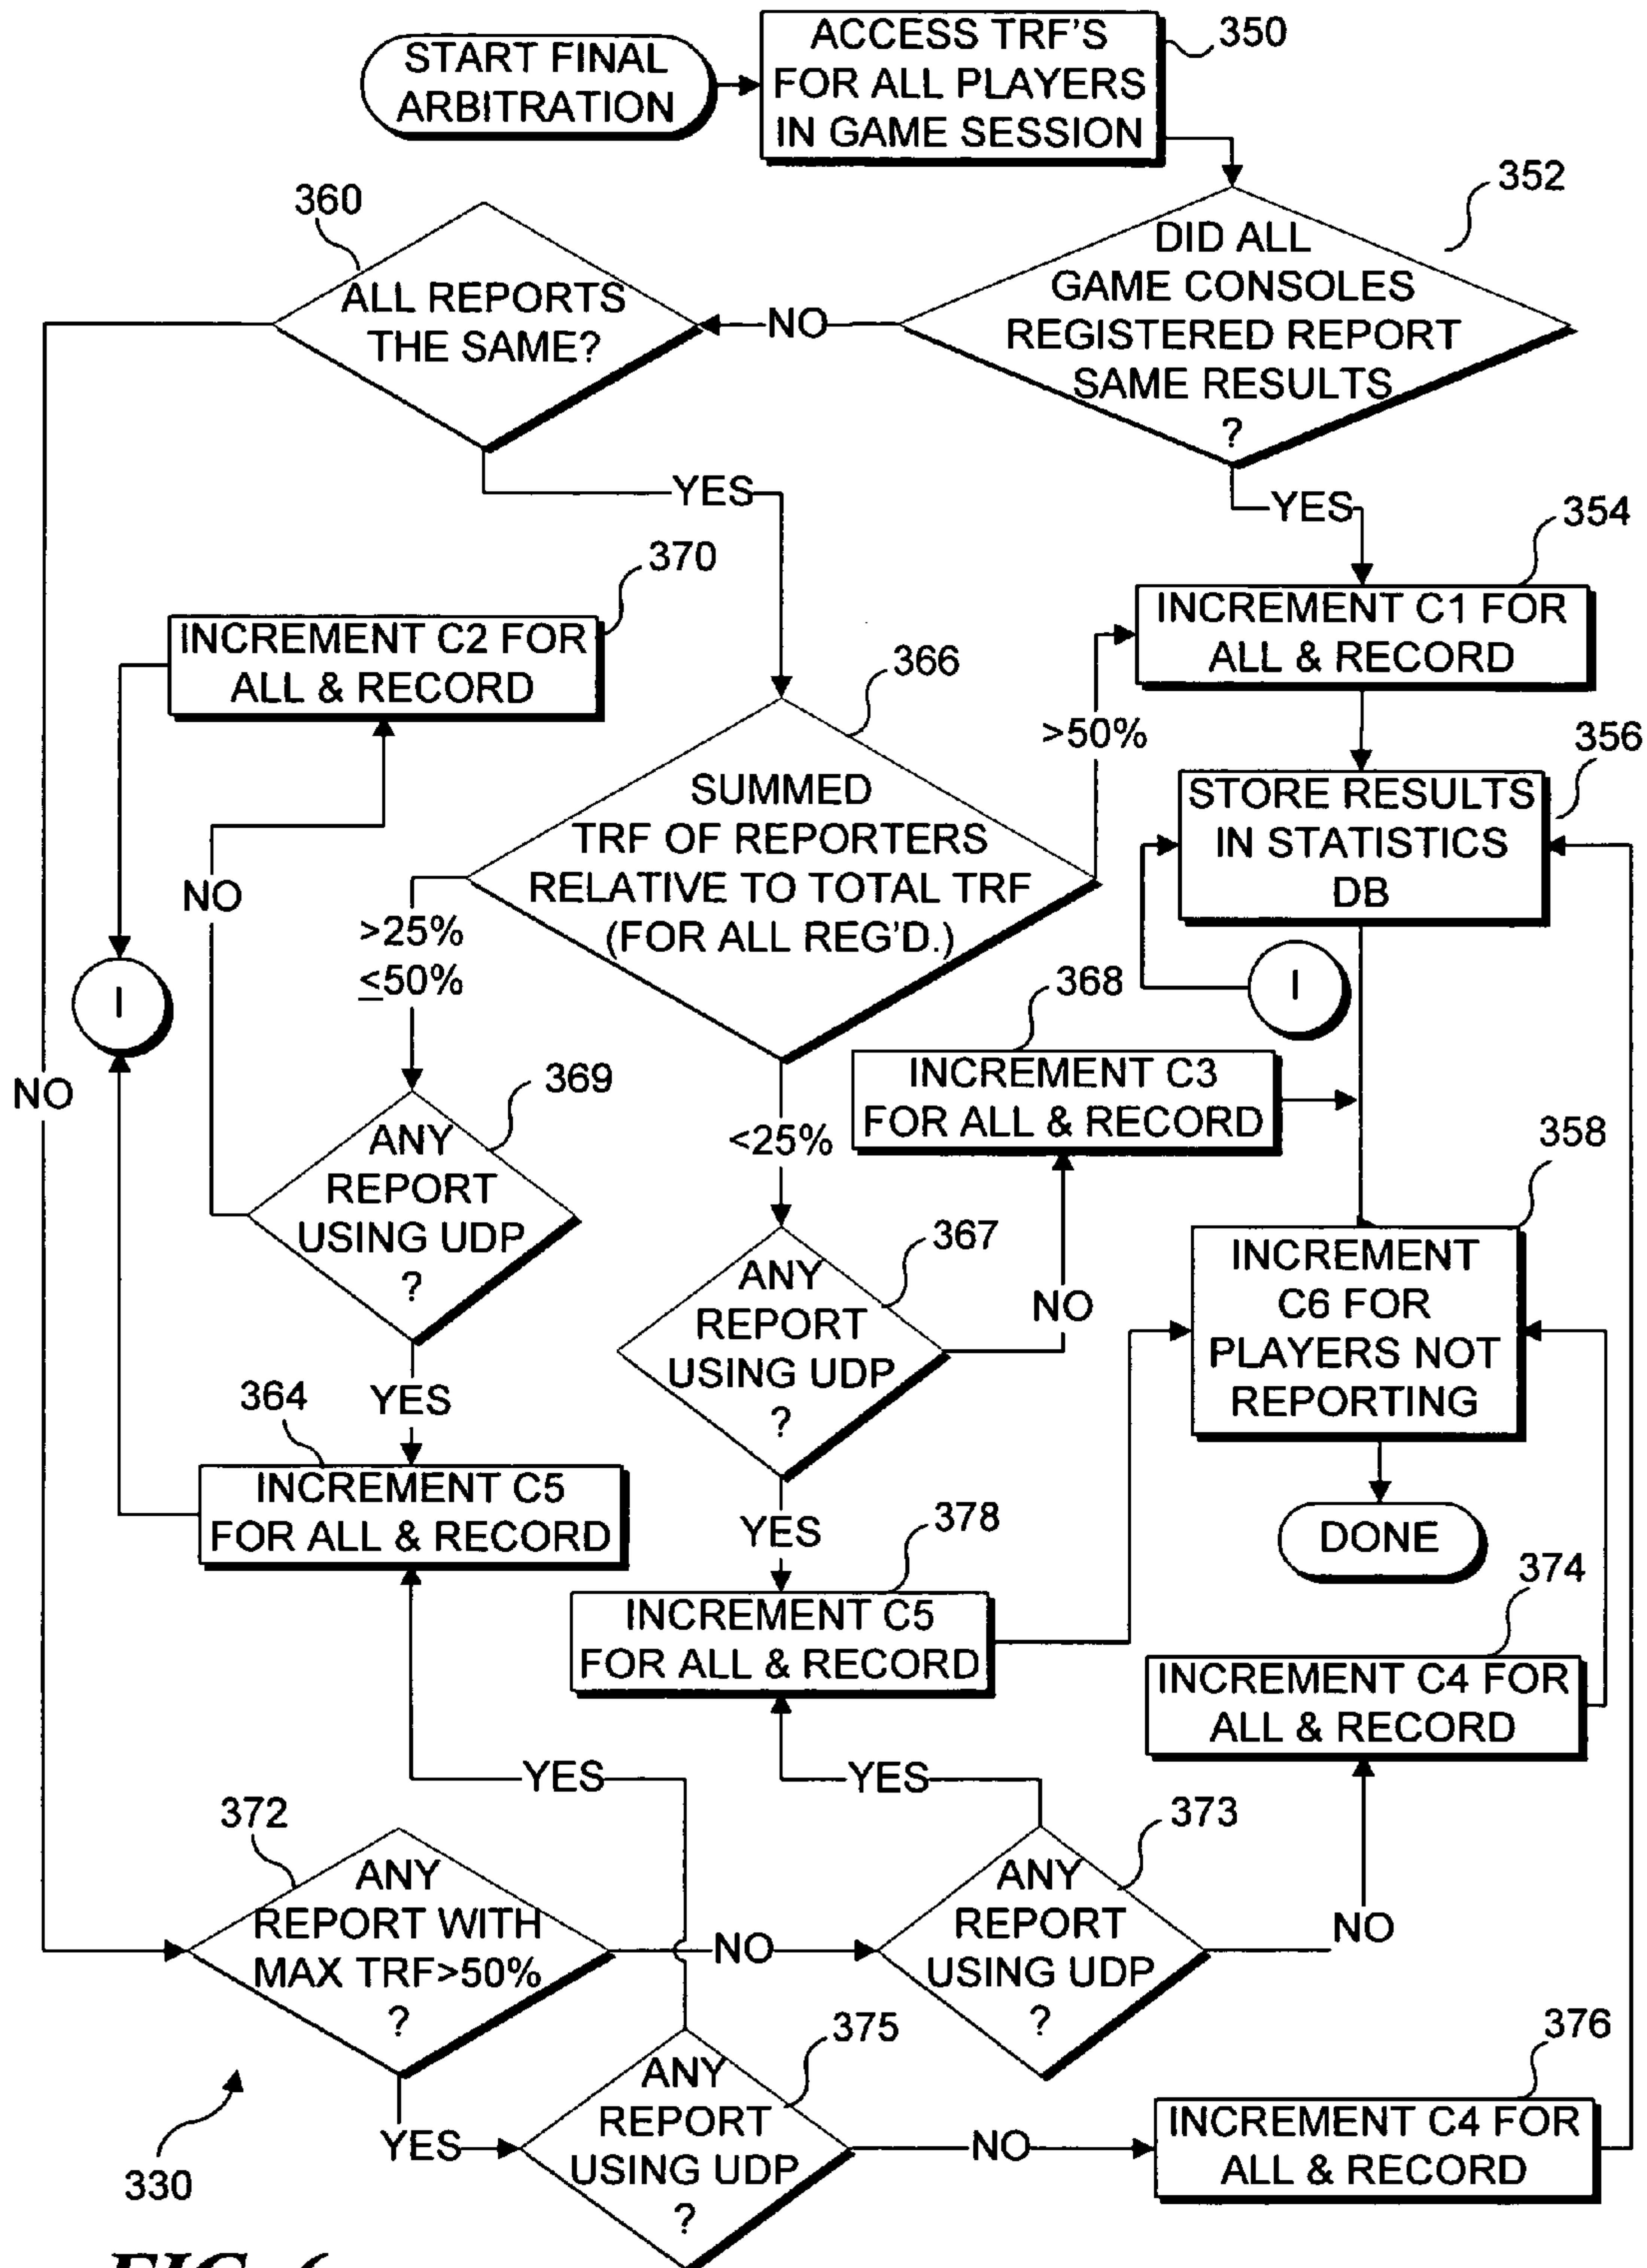 START FINAL
ARBITRATION
ACCESS TRF'S
FOR ALL PLAYERS
IN GAME SESSION
350
352
DID ALL
GAME CONSOLES
REGISTERED REPORT
SAME RESULTS
?
NO
360
ALL REPORTS
THE SAME?
YES
YES
354
INCREMENT C1 FOR
ALL & RECORD
370
INCREMENT C2 FOR
ALL & RECORD
366
SUMMED
TRF OF REPORTERS
RELATIVE TO TOTAL TRF
(FOR ALL REG'D.)
>50%
356
STORE RESULTS
IN STATISTICS
DB
NO
>25%
≤50%
I
I
368
INCREMENT C3
FOR ALL & RECORD
NO
369
ANY
REPORT
USING UDP
?
<25%
358
INCREMENT
C6 FOR
PLAYERS NOT
REPORTING
367
ANY
REPORT
USING UDP
?
NO
YES
364
INCREMENT C5
FOR ALL & RECORD
YES
378
INCREMENT C5
FOR ALL & RECORD
DONE
374
INCREMENT C4 FOR
ALL & RECORD
YES
YES
372
ANY
REPORT WITH
MAX TRF>50%
?
NO
373
ANY
REPORT
USING UDP
?
NO
YES
375
ANY
REPORT
USING UDP
?
NO
376
INCREMENT C4 FOR
ALL & RECORD
330
FIG. 6